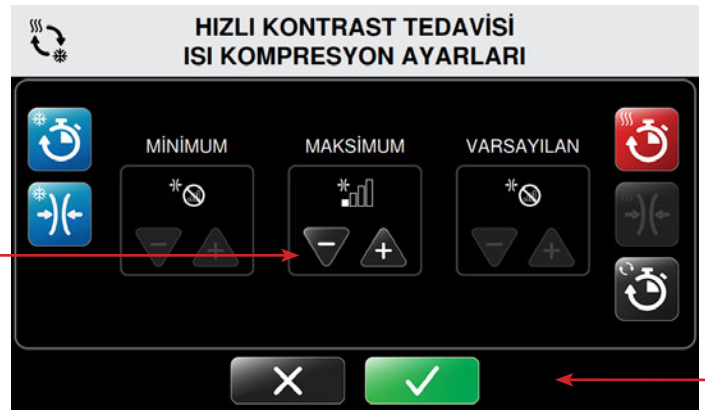 HIZLI KONTRAST TEDAVİSİ
ISI KOMPRESYON AYARLARI
MİNİMUM
MAKSİMUM
VARSAYILAN